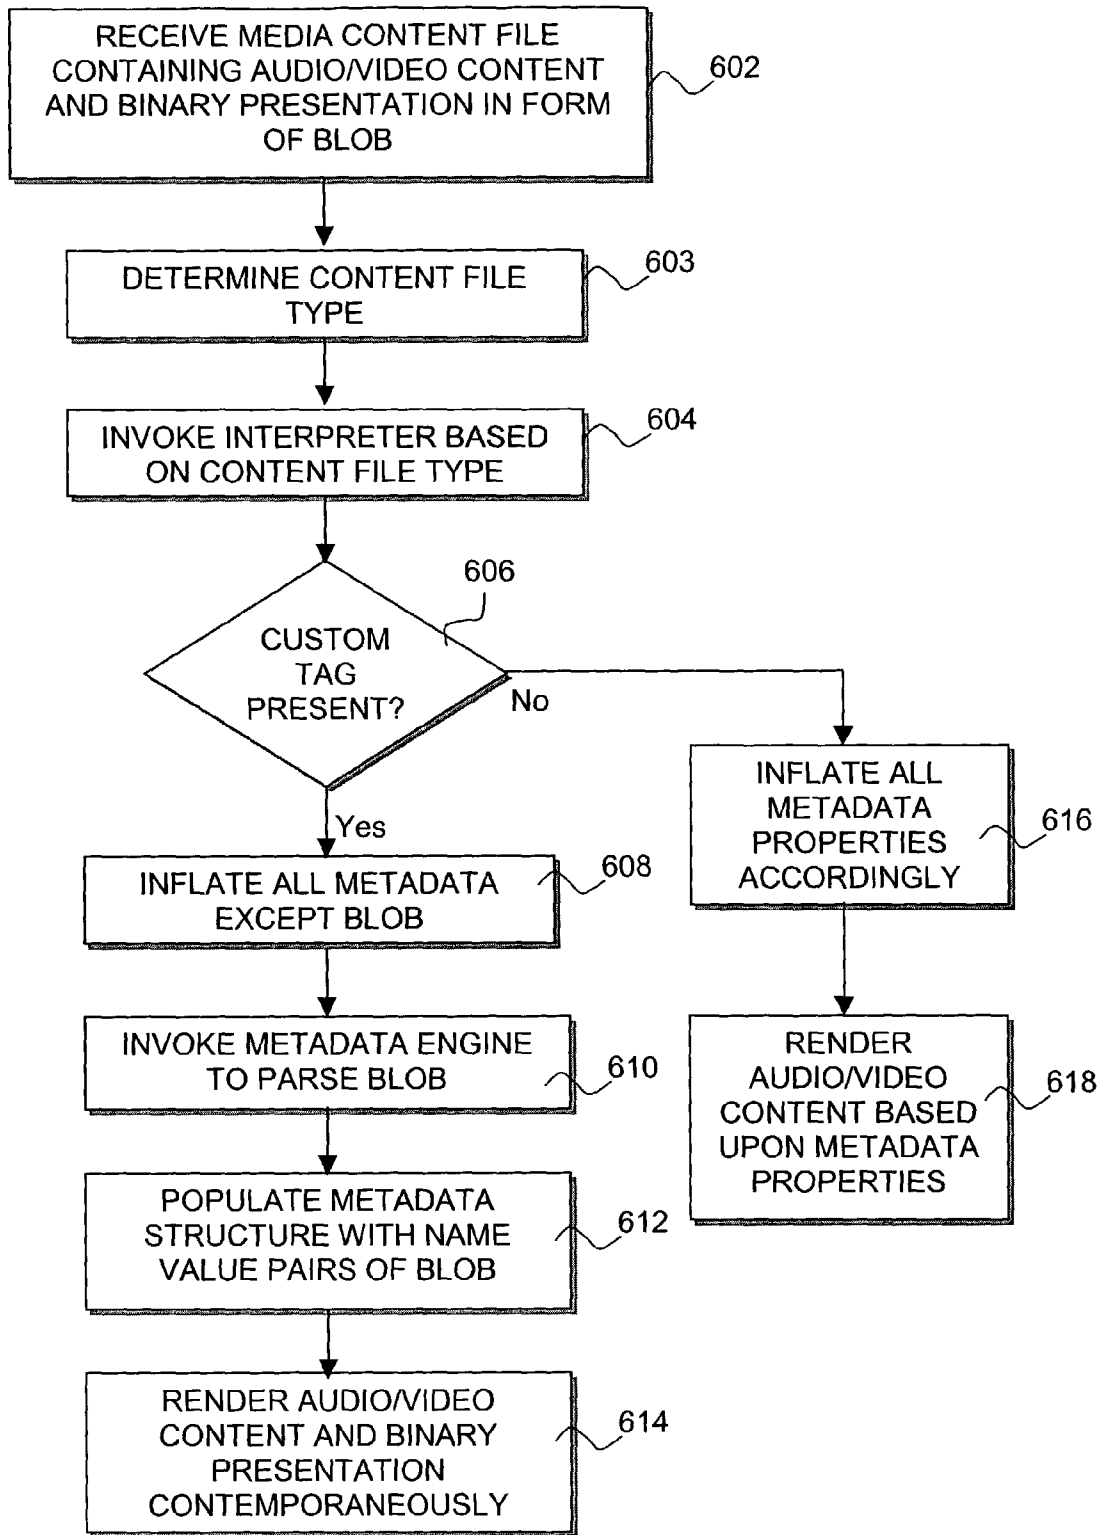 RECEIVE MEDIA CONTENT FILE
CONTAINING AUDIO/VIDEO CONTENT
AND BINARY PRESENTATION IN FORM
OF BLOB
602
DETERMINE CONTENT FILE
TYPE
603
INVOKE INTERPRETER BASED
ON CONTENT FILE TYPE
604
CUSTOM
TAG
PRESENT?
606
No
Yes
INFLATE ALL METADATA
EXCEPT BLOB
608
INVOKE METADATA ENGINE
TO PARSE BLOB
610
POPULATE METADATA
STRUCTURE WITH NAME
VALUE PAIRS OF BLOB
612
RENDER AUDIO/VIDEO
CONTENT AND BINARY
PRESENTATION
CONTEMPORANEOUSLY
614
INFLATE ALL
METADATA
PROPERTIES
ACCORDINGLY
616
RENDER
AUDIO/VIDEO
CONTENT BASED
UPON METADATA
PROPERTIES
618